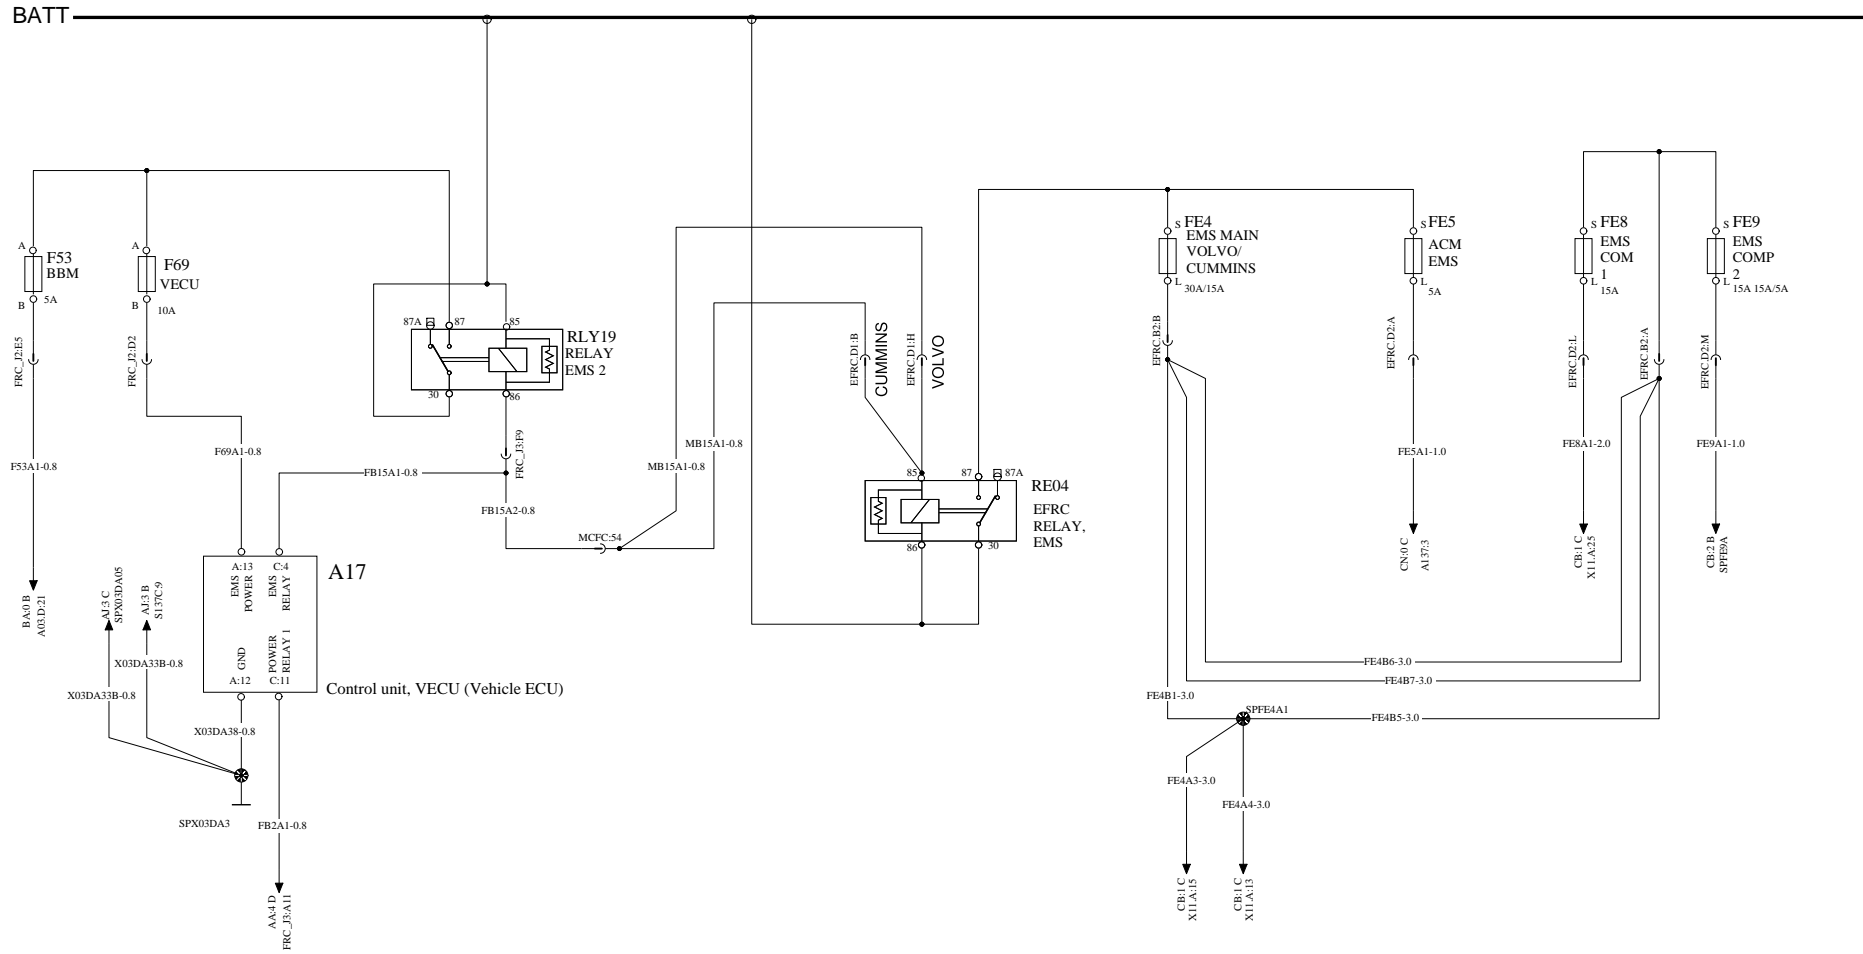 BATT
F53
BBM
A
B
5A
FRC_J2:E5
F53A1-0.8
BA:0 B
A03.D:21
F69
VECU
A
B
10A
FRC_J2:D2
F69A1-0.8
87A
87
85
30
86
RLY19
RELAY
EMS 2
FRC_J3:F9
FB15A1-0.8
FB15A2-0.8
MCFC:54
MB15A1-0.8
MB15A1-0.8
EFRC.D1:B
CUMMINS
EFRC.D1:H
VOLVO
85
87
87A
86
30
RE04
EFRC
RELAY,
EMS
A17
A:13
EMS
POWER
C:4
EMS
RELAY
GND
A:12
POWER
RELAY 1
C:11
Control unit, VECU (Vehicle ECU)
AJ:3 C
SPX03DA05
AJ:3 B
S137C:9
X03DA33B-0.8
X03DA33B-0.8
X03DA38-0.8
SPX03DA3
FB2A1-0.8
AA:4 D
FRC_J3:A11
S
FE4
EMS MAIN
VOLVO/
CUMMINS
L
30A/15A
EFRC.B2:B
S
FE5
ACM
EMS
L
5A
EFRC.D2:A
FE5A1-1.0
CN:0 C
A137:3
S
FE8
EMS
COM
1
L
15A
EFRC.D2:L
FE8A1-2.0
CB:1 C
X11.A:25
EFRC.B2:A
S
FE9
EMS
COMP
2
L
15A 15A/5A
EFRC.D2:M
FE9A1-1.0
CB:2 B
SPFE9A
FE4B6-3.0
FE4B7-3.0
FE4B1-3.0
SPFE4A1
FE4B5-3.0
FE4A3-3.0
FE4A4-3.0
CB:1 C
X11.A:15
CB:1 C
X11.A:13